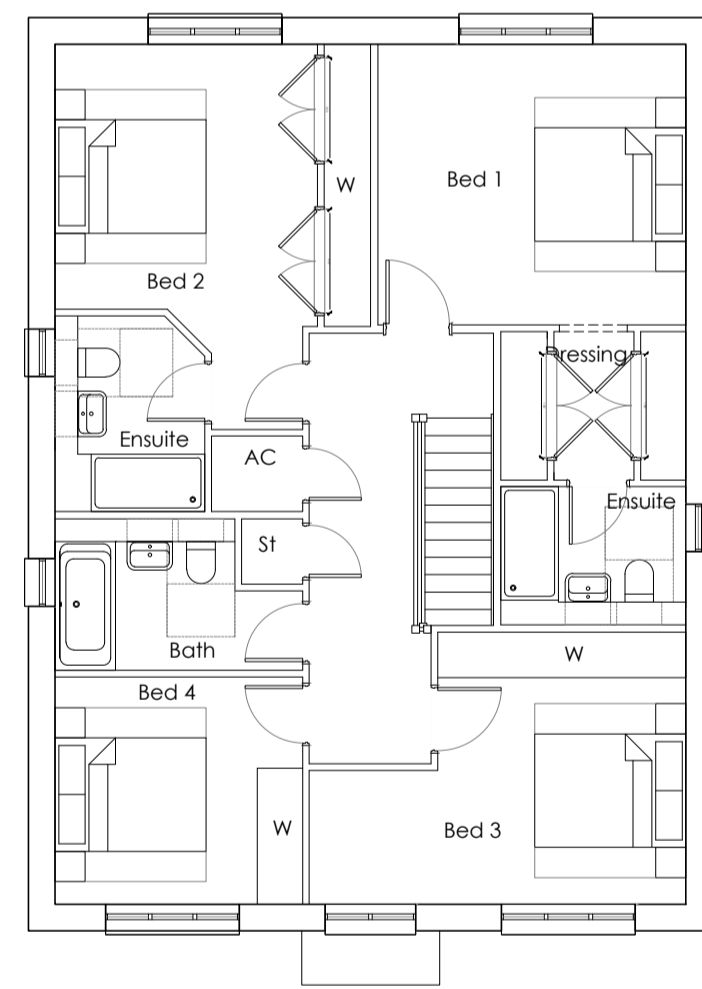 W
Bed 1
Bed 2
Dressing
Ensuite
AC
Ensuite
St
Bath
W
Bed 4
W
Bed 3